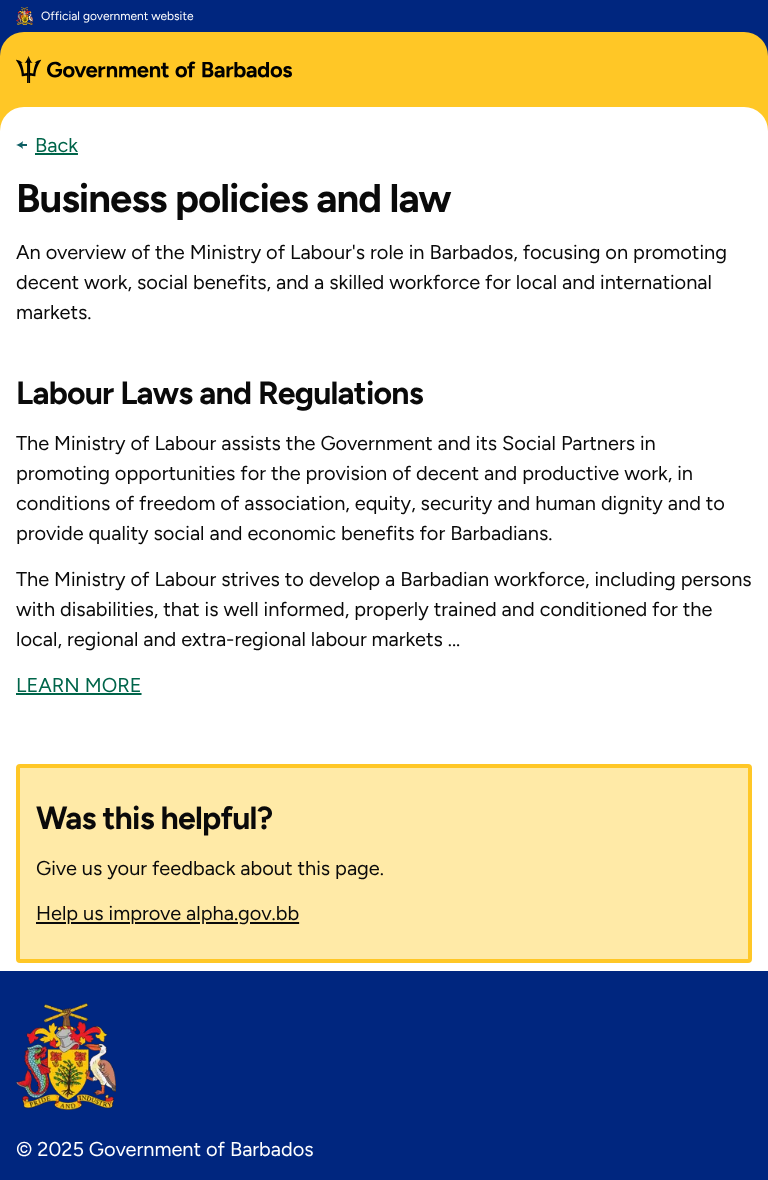 Official government website
Government of Barbados
Back
Business policies and law
An overview of the Ministry of Labour's role in Barbados, focusing on promoting
decent work, social benefits, and a skilled workforce for local and international
markets.
Labour Laws and Regulations
The Ministry of Labour assists the Government and its Social Partners in
promoting opportunities for the provision of decent and productive work, in
conditions of freedom of association, equity, security and human dignity and to
provide quality social and economic benefits for Barbadians.
The Ministry of Labour strives to develop a Barbadian workforce, including persons
with disabilities, that is well informed, properly trained and conditioned for the
local, regional and extra-regional labour markets ...
LEARN MORE
Was this helpful?
Give us your feedback about this page.
Help us improve alpha.gov.bb
PRIDE AND INDUSTRY
© 2025 Government of Barbados